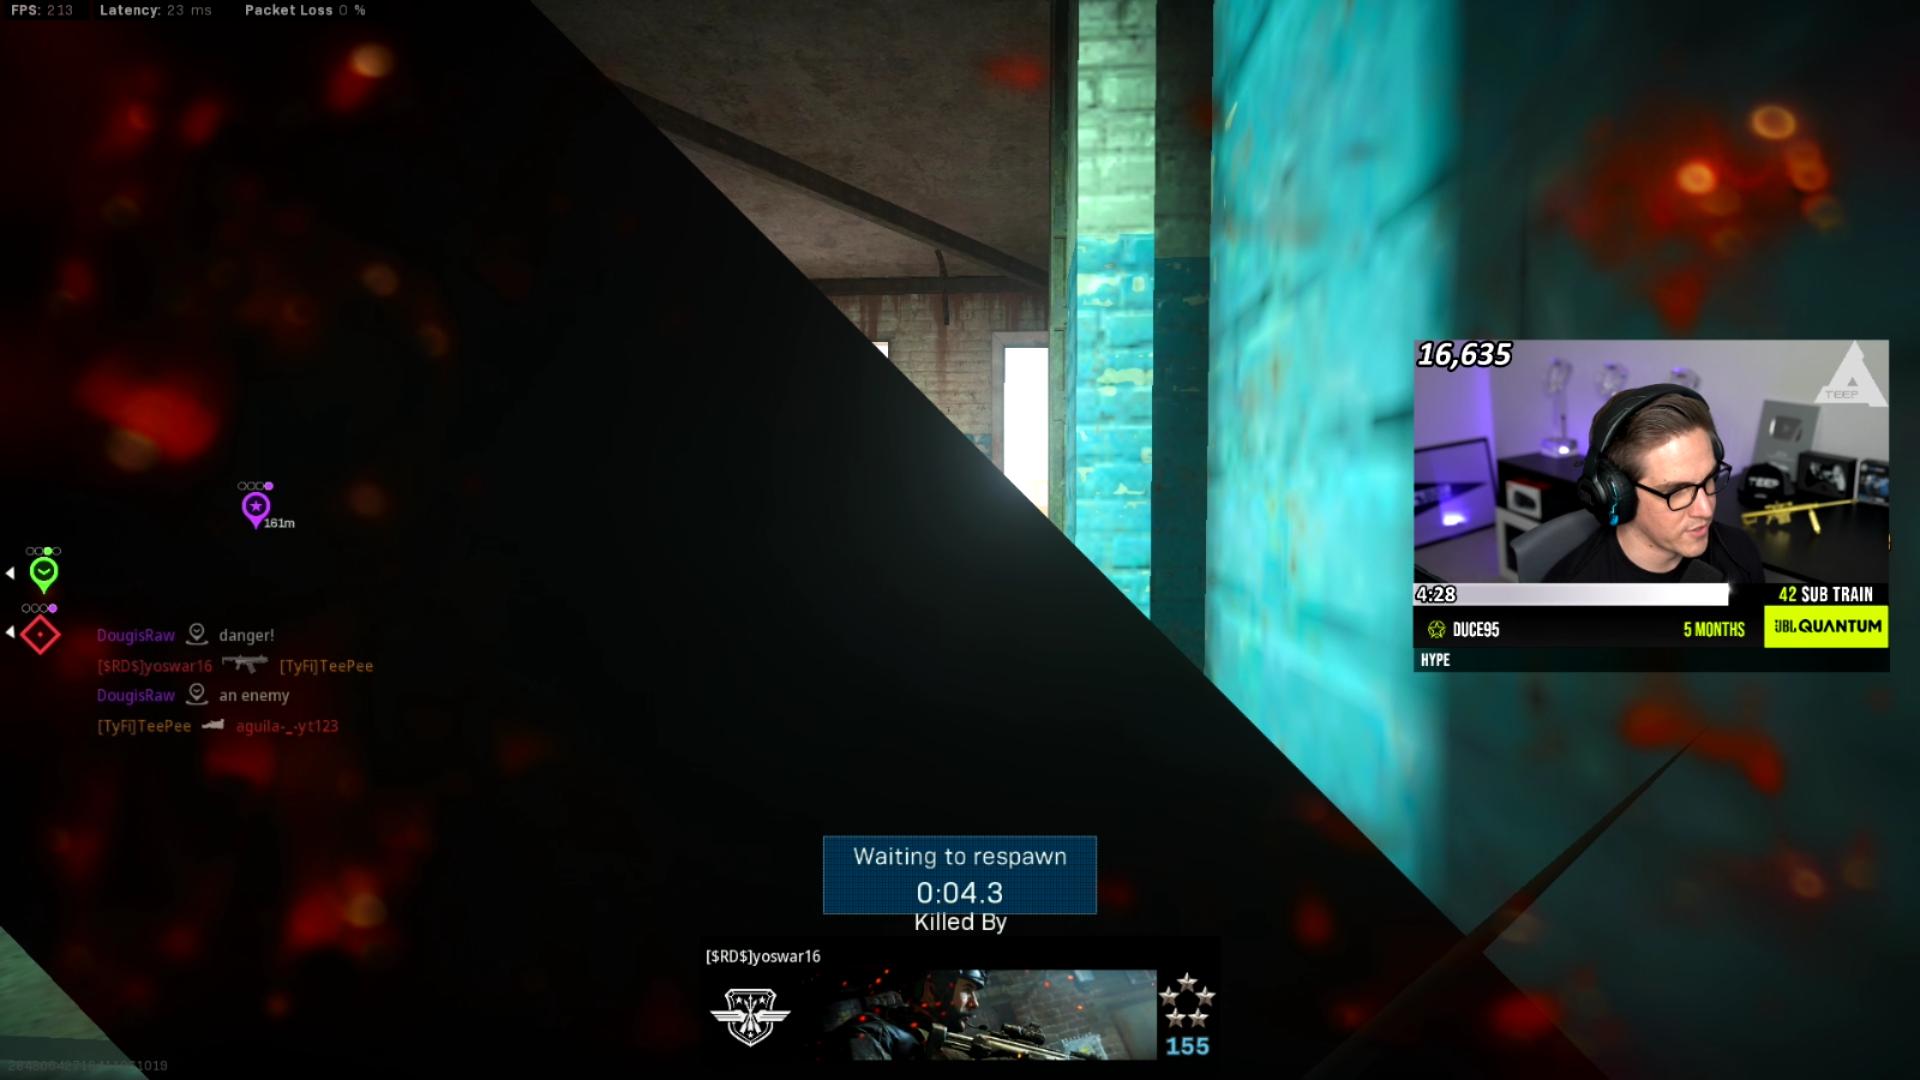 FPS: 213 Latency: 23 ms Packet Loss 0 %
16,635
TEEP
TEEP
161m
4:28
42 SUB TRAIN
DUCE95 5 MONTHS
JBL QUANTUM
HYPE
DougisRaw danger!
[$RD$]yoswar16 [TyFi]TeePee
DougisRaw an enemy
[TyFi]TeePee aguila-_-yt123
Waiting to respawn
0:04.3
Killed By
[$RD$]yoswar16
155